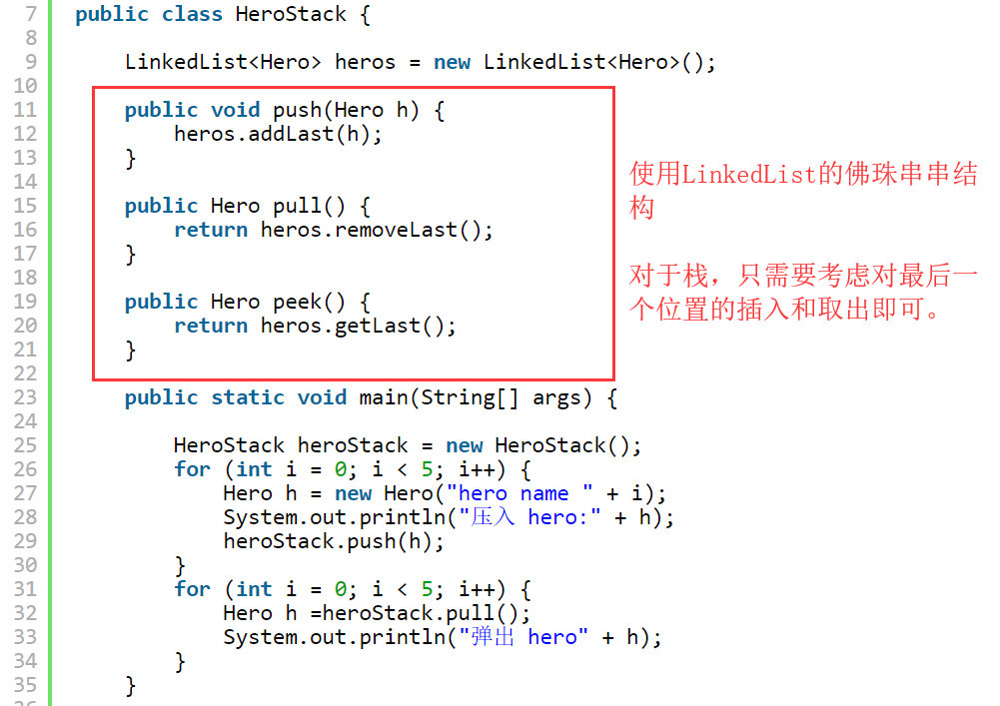 7 public class HeroStack {
8
9 LinkedList<Hero> heros = new LinkedList<Hero>();
10
11 public void push(Hero h) {
12 heros.addLast(h);
13 }
14
15 public Hero pull() {
16 return heros.removeLast();
17 }
18
19 public Hero peek() {
20 return heros.getLast();
21 }
22
23 public static void main(String[] args) {
24
25 HeroStack heroStack = new HeroStack();
26 for (int i = 0; i < 5; i++) {
27 Hero h = new Hero("hero name " + i);
28 System.out.println("压入 hero:" + h);
29 heroStack.push(h);
30 }
31 for (int i = 0; i < 5; i++) {
32 Hero h =heroStack.pull();
33 System.out.println("弹出 hero" + h);
34 }
35 }
使用LinkedList的佛珠串串结
构
对于栈，只需要考虑对最后一
个位置的插入和取出即可。